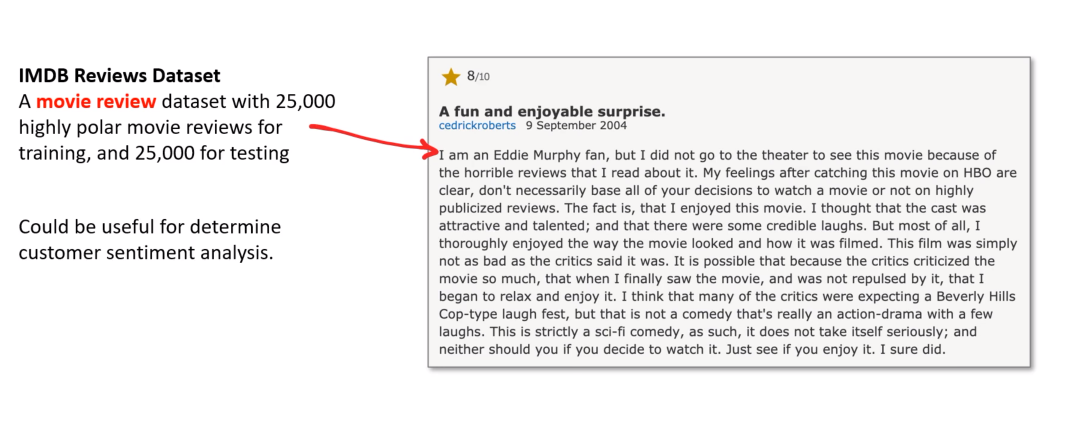 IMDB Reviews Dataset
A movie review dataset with 25,000
highly polar movie reviews for
training, and 25,000 for testing
Could be useful for determine
customer sentiment analysis.
8/10
A fun and enjoyable surprise.
cedrickroberts 9 September 2004
I am an Eddie Murphy fan, but I did not go to the theater to see this movie because of
the horrible reviews that I read about it. My feelings after catching this movie on HBO are
clear, don't necessarily base all of your decisions to watch a movie or not on highly
publicized reviews. The fact is, that I enjoyed this movie. I thought that the cast was
attractive and talented; and that there were some credible laughs. But most of all, I
thoroughly enjoyed the way the movie looked and how it was filmed. This film was simply
not as bad as the critics said it was. It is possible that because the critics criticized the
movie so much, that when I finally saw the movie, and was not repulsed by it, that I
began to relax and enjoy it. I think that many of the critics were expecting a Beverly Hills
Cop-type laugh fest, but that is not a comedy that's really an action-drama with a few
laughs. This is strictly a sci-fi comedy, as such, it does not take itself seriously; and
neither should you if you decide to watch it. Just see if you enjoy it. I sure did.